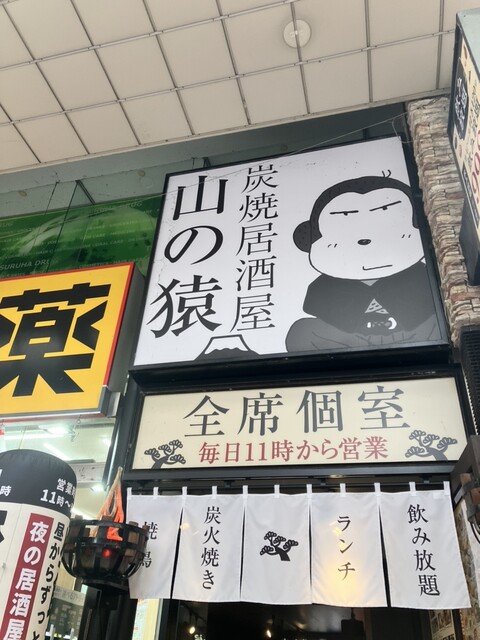 炭焼居酒屋
山の猿
全席個室
毎日11時から営業
飲み放題
ランチ
炭火焼き
焼鳥
薬
TSURUHA DRU
営業
11時
昼からずっと
夜の居酒屋